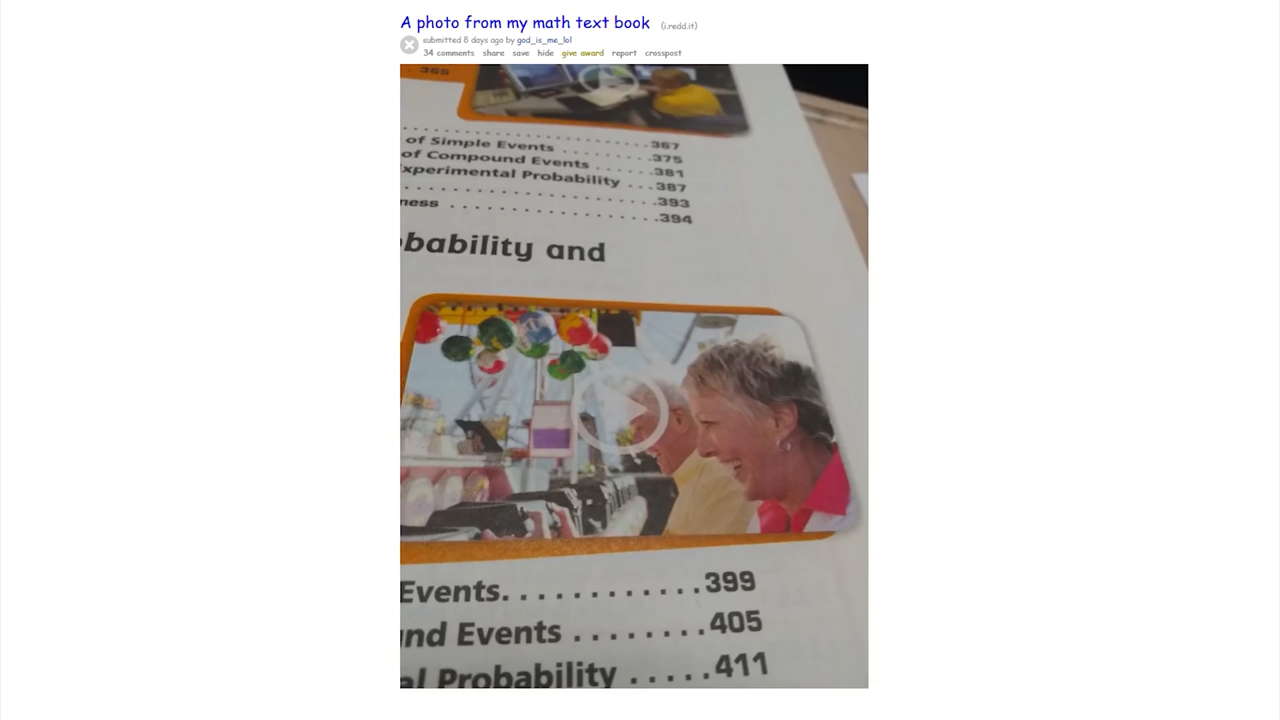 A photo from my math text book (i.redd.it)
submitted 8 days ago by god_is_me_lol
34 comments share save hide give award report crosspost
. 365
. . . . . . . . . . . . . . . . . . . . . . . 367
of Simple Events . . . . . . . . . 375
of Compound Events . . . . . . 381
xperimental Probability . . . 387
. . . . . . . . . . . . . . . . . . . . . . . 393
ness . . . . . . . . . . . . . . . . . . . 394
bability and
Events. . . . . . . . . . . . 399
nd Events . . . . . . . . 405
al Probability . . . . . 411